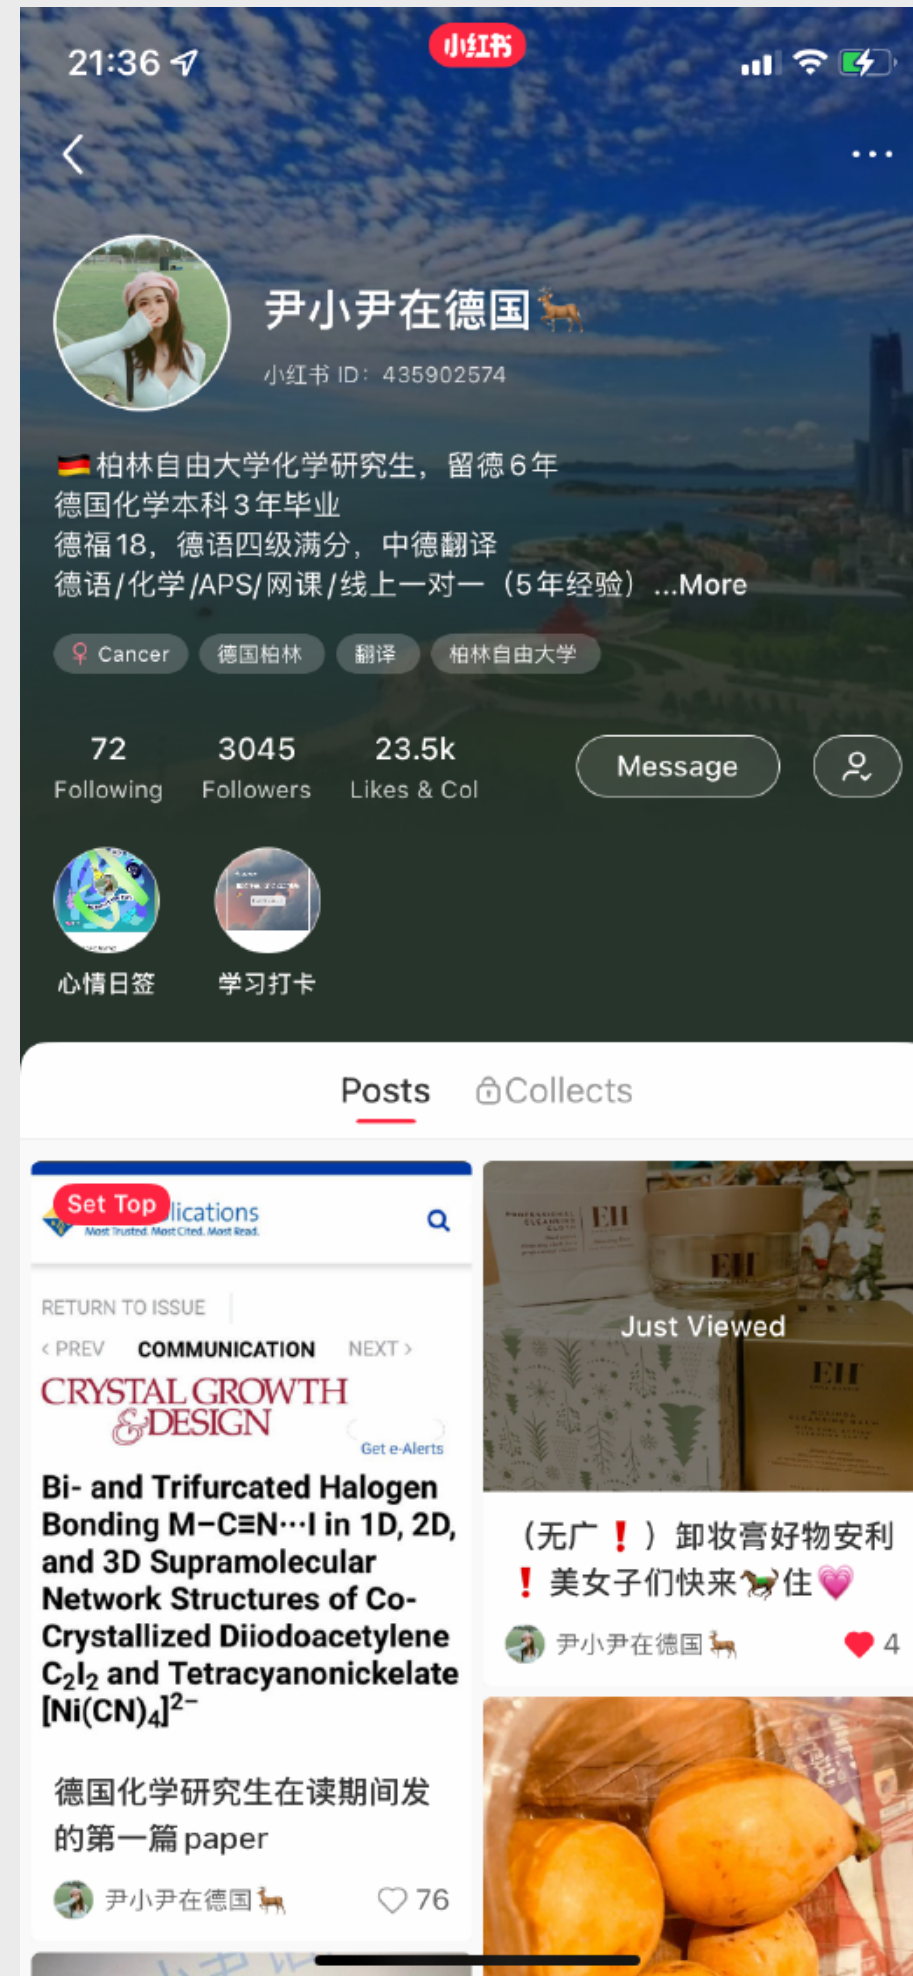 21:36
小红书
尹小尹在德国
小红书 ID：435902574
柏林自由大学化学研究生，留德6年
德国化学本科3年毕业
德福18，德语四级满分，中德翻译
德语/化学/APS/网课/线上一对一（5年经验）...More
Cancer 德国柏林 翻译 柏林自由大学
72 3045 23.5k
Following Followers Likes & Col
Message
心情日签 学习打卡
Posts Collects
Set Top
lications
Most Trusted. Most Cited. Most Read.
RETURN TO ISSUE
< PREV COMMUNICATION NEXT >
CRYSTAL GROWTH
& DESIGN
Get e-Alerts
Bi- and Trifurcated Halogen
Bonding M–C≡N···I in 1D, 2D,
and 3D Supramolecular
Network Structures of Co-
Crystallized Diiodoacetylene
C₂I₂ and Tetracyanonickelate
[Ni(CN)₄]²⁻
德国化学研究生在读期间发
的第一篇paper
尹小尹在德国 76
PROFESSIONAL
CLEANSING
CLOTH
EH
EH
Just Viewed
EH
CLEANSING BALM
（无广❗）卸妆膏好物安利
❗美女子们快来🐎住💗
尹小尹在德国 4